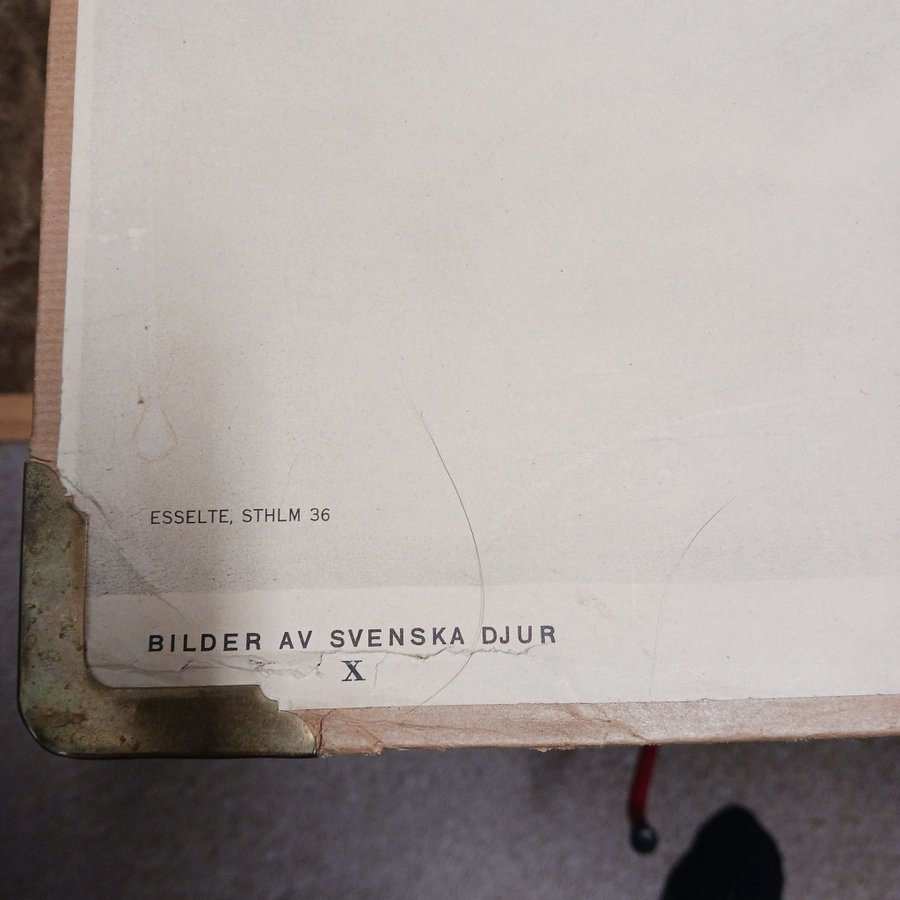 ESSELTE, STHLM 36
BILDER AV SVENSKA DJUR
X